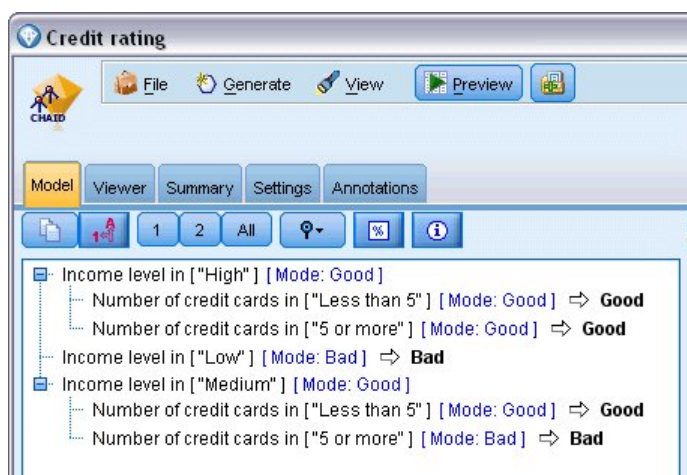 Credit rating
CHAID
File Generate View Preview
Model Viewer Summary Settings Annotations
1 A 1 2 All %
Income level in ["High"] [Mode: Good]
Number of credit cards in ["Less than 5"] [Mode: Good] ⇨ Good
Number of credit cards in ["5 or more"] [Mode: Good] ⇨ Good
Income level in ["Low"] [Mode: Bad] ⇨ Bad
Income level in ["Medium"] [Mode: Good]
Number of credit cards in ["Less than 5"] [Mode: Good] ⇨ Good
Number of credit cards in ["5 or more"] [Mode: Bad] ⇨ Bad